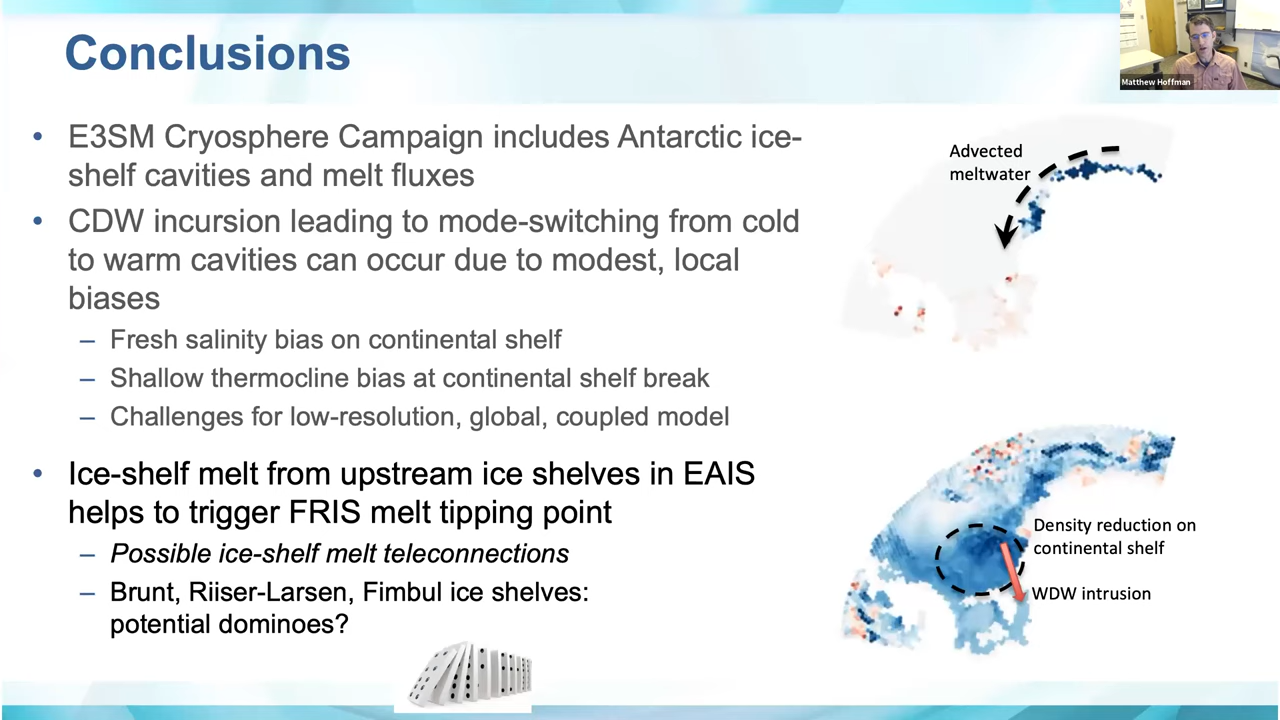 Conclusions
Matthew Hoffman
• E3SM Cryosphere Campaign includes Antarctic ice-
shelf cavities and melt fluxes
• CDW incursion leading to mode-switching from cold
to warm cavities can occur due to modest, local
biases
– Fresh salinity bias on continental shelf
– Shallow thermocline bias at continental shelf break
– Challenges for low-resolution, global, coupled model
• Ice-shelf melt from upstream ice shelves in EAIS
helps to trigger FRIS melt tipping point
– Possible ice-shelf melt teleconnections
– Brunt, Riiser-Larsen, Fimbul ice shelves:
potential dominoes?
Advected
meltwater
Density reduction on
continental shelf
WDW intrusion